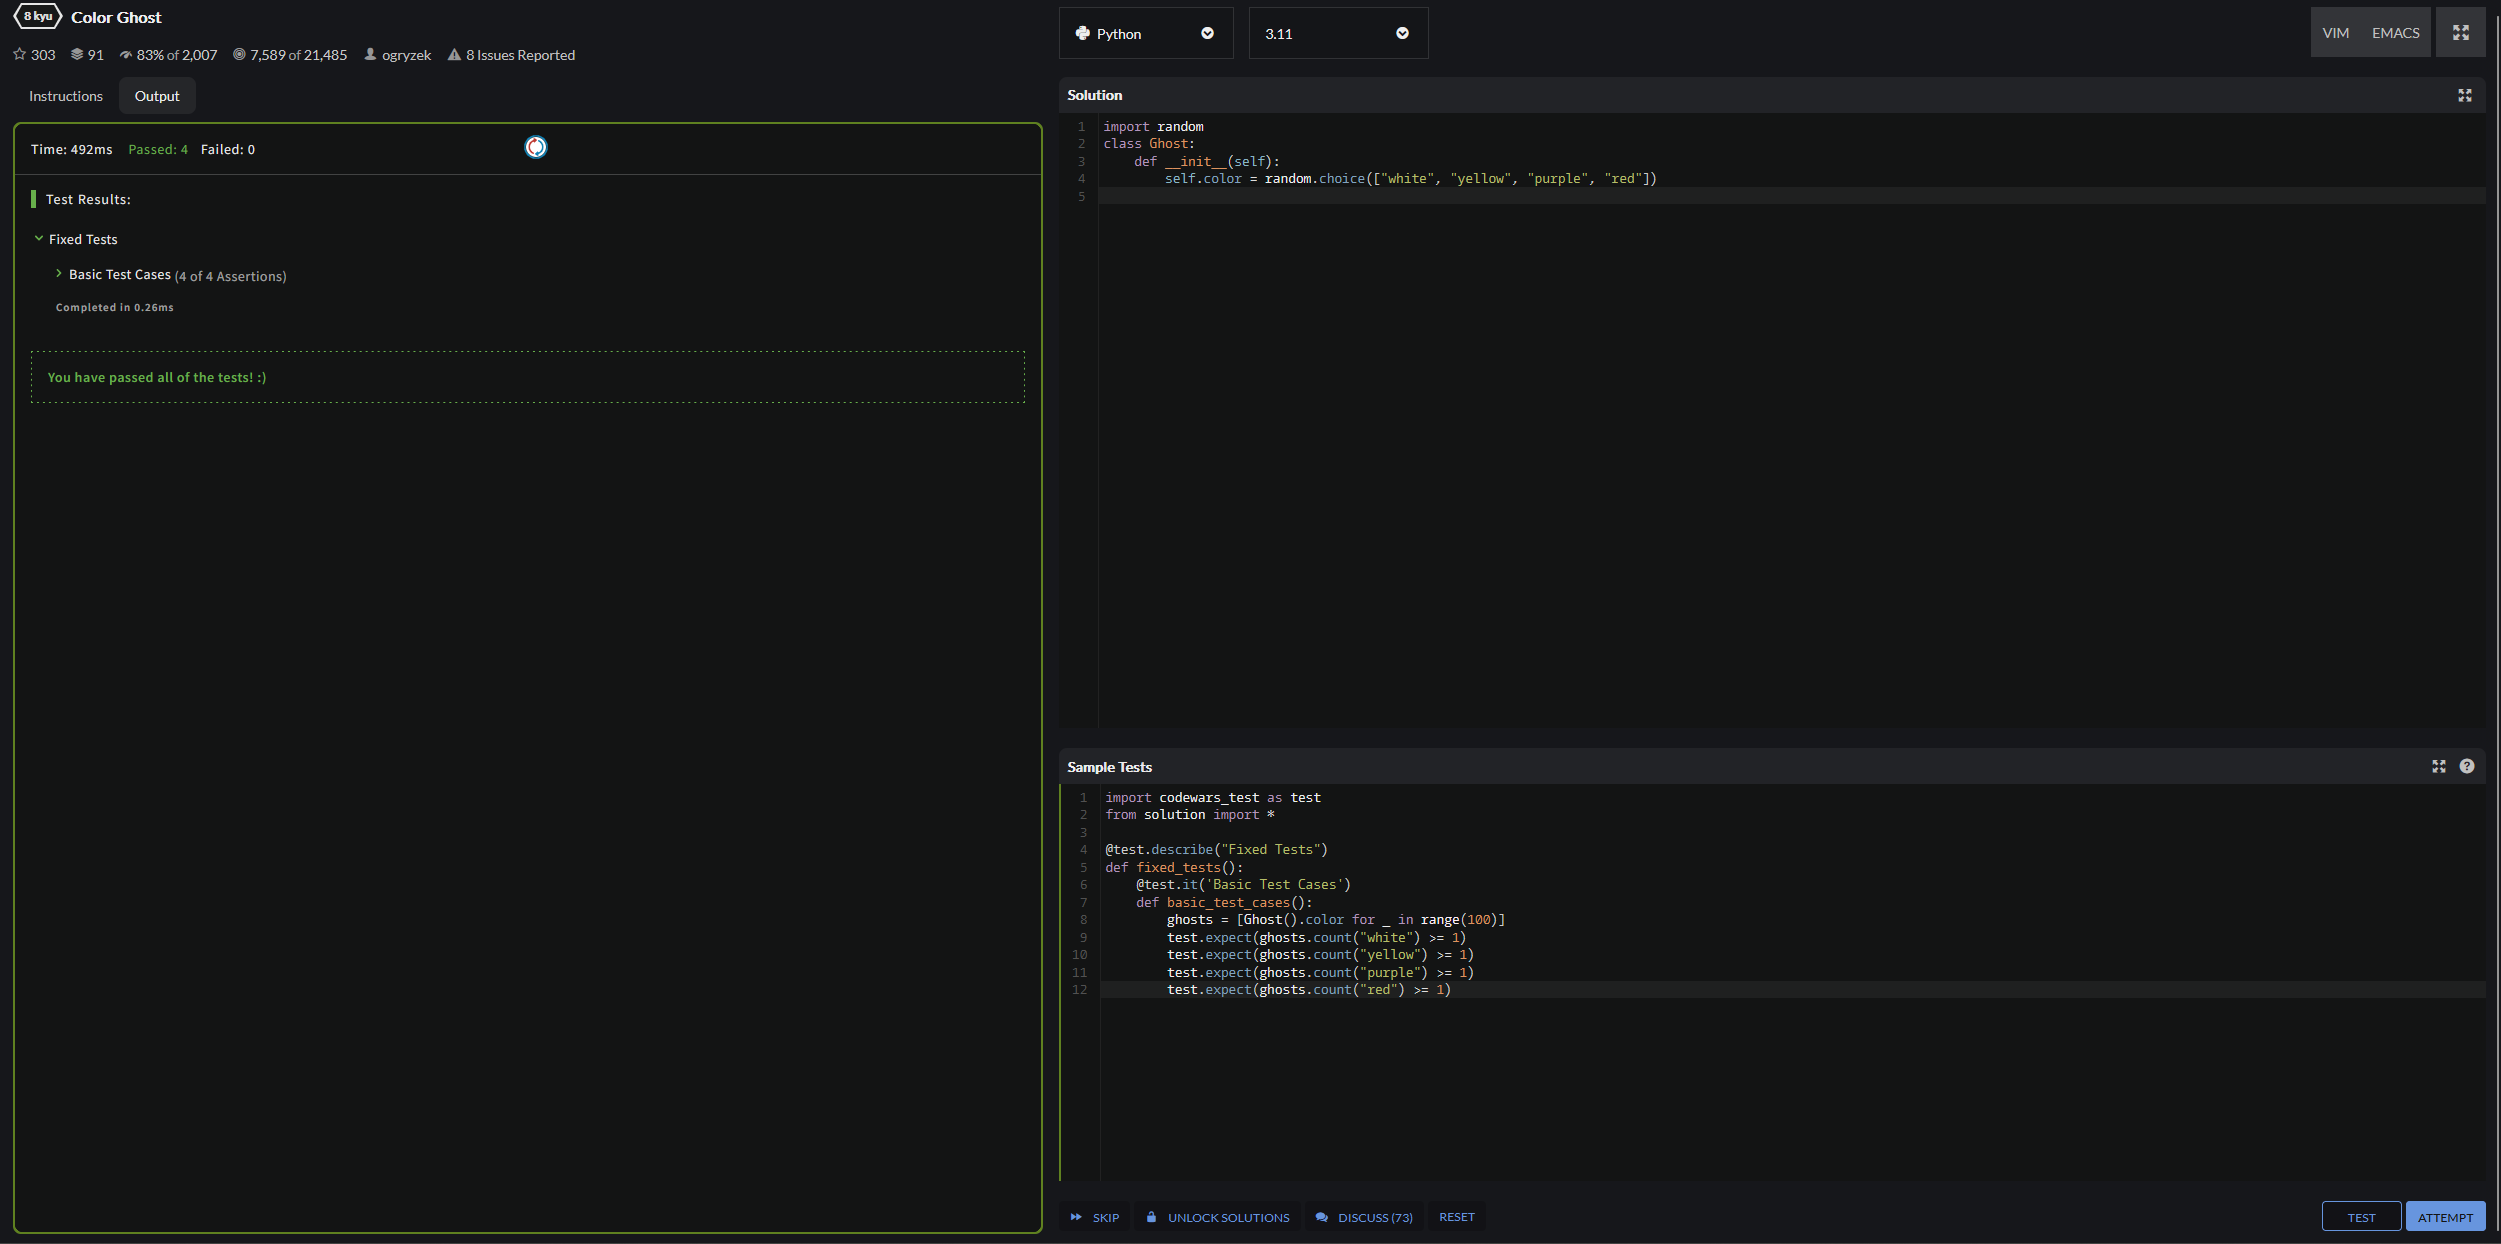 8 kyu Color Ghost
303 91 83% of 2,007 7,589 of 21,485 ogryzek 8 Issues Reported
Instructions Output
Time: 492ms Passed: 4 Failed: 0
Test Results:
Fixed Tests
Basic Test Cases (4 of 4 Assertions)
Completed in 0.26ms
You have passed all of the tests! :)
Python 3.11 VIM EMACS
Solution
1 import random
2 class Ghost:
3     def __init__(self):
4         self.color = random.choice(["white", "yellow", "purple", "red"])
5
Sample Tests ?
1 import codewars_test as test
2 from solution import *
3
4 @test.describe("Fixed Tests")
5 def fixed_tests():
6     @test.it('Basic Test Cases')
7     def basic_test_cases():
8         ghosts = [Ghost().color for _ in range(100)]
9         test.expect(ghosts.count("white") >= 1)
10         test.expect(ghosts.count("yellow") >= 1)
11         test.expect(ghosts.count("purple") >= 1)
12         test.expect(ghosts.count("red") >= 1)
SKIP UNLOCK SOLUTIONS DISCUSS (73) RESET TEST ATTEMPT